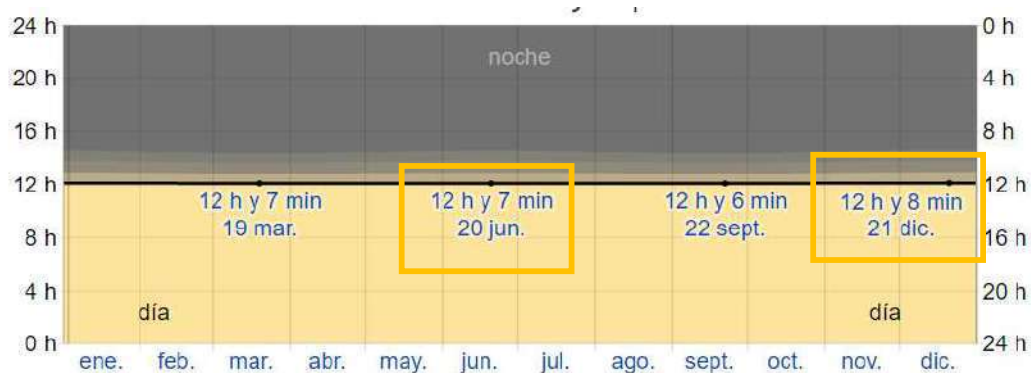 24 h
0 h
noche
20 h
4 h
16 h
8 h
12 h
12 h
12 h y 7 min
19 mar.
12 h y 7 min
20 jun.
12 h y 6 min
22 sept.
12 h y 8 min
21 dic.
8 h
16 h
4 h
20 h
día
día
0 h
24 h
ene. feb. mar. abr. may. jun. jul. ago. sept. oct. nov. dic.